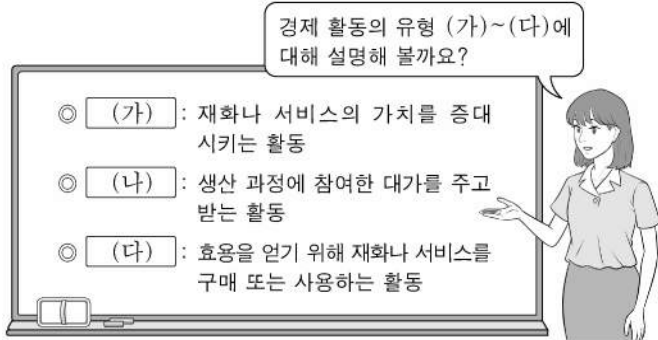 경제 활동의 유형 (가)~(다)에
대해 설명해 볼까요?
◎ (가) : 재화나 서비스의 가치를 증대
시키는 활동
◎ (나) : 생산 과정에 참여한 대가를 주고
받는 활동
◎ (다) : 효용을 얻기 위해 재화나 서비스를
구매 또는 사용하는 활동